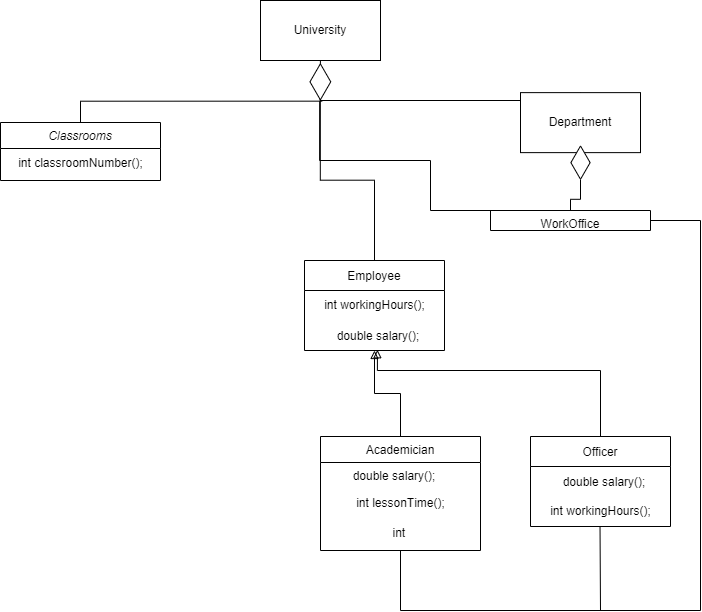 University
Classrooms
int classroomNumber();
Department
WorkOffice
Employee
int workingHours();
double salary();
Academician
double salary();
int lessonTime();
int
Officer
double salary();
int workingHours();